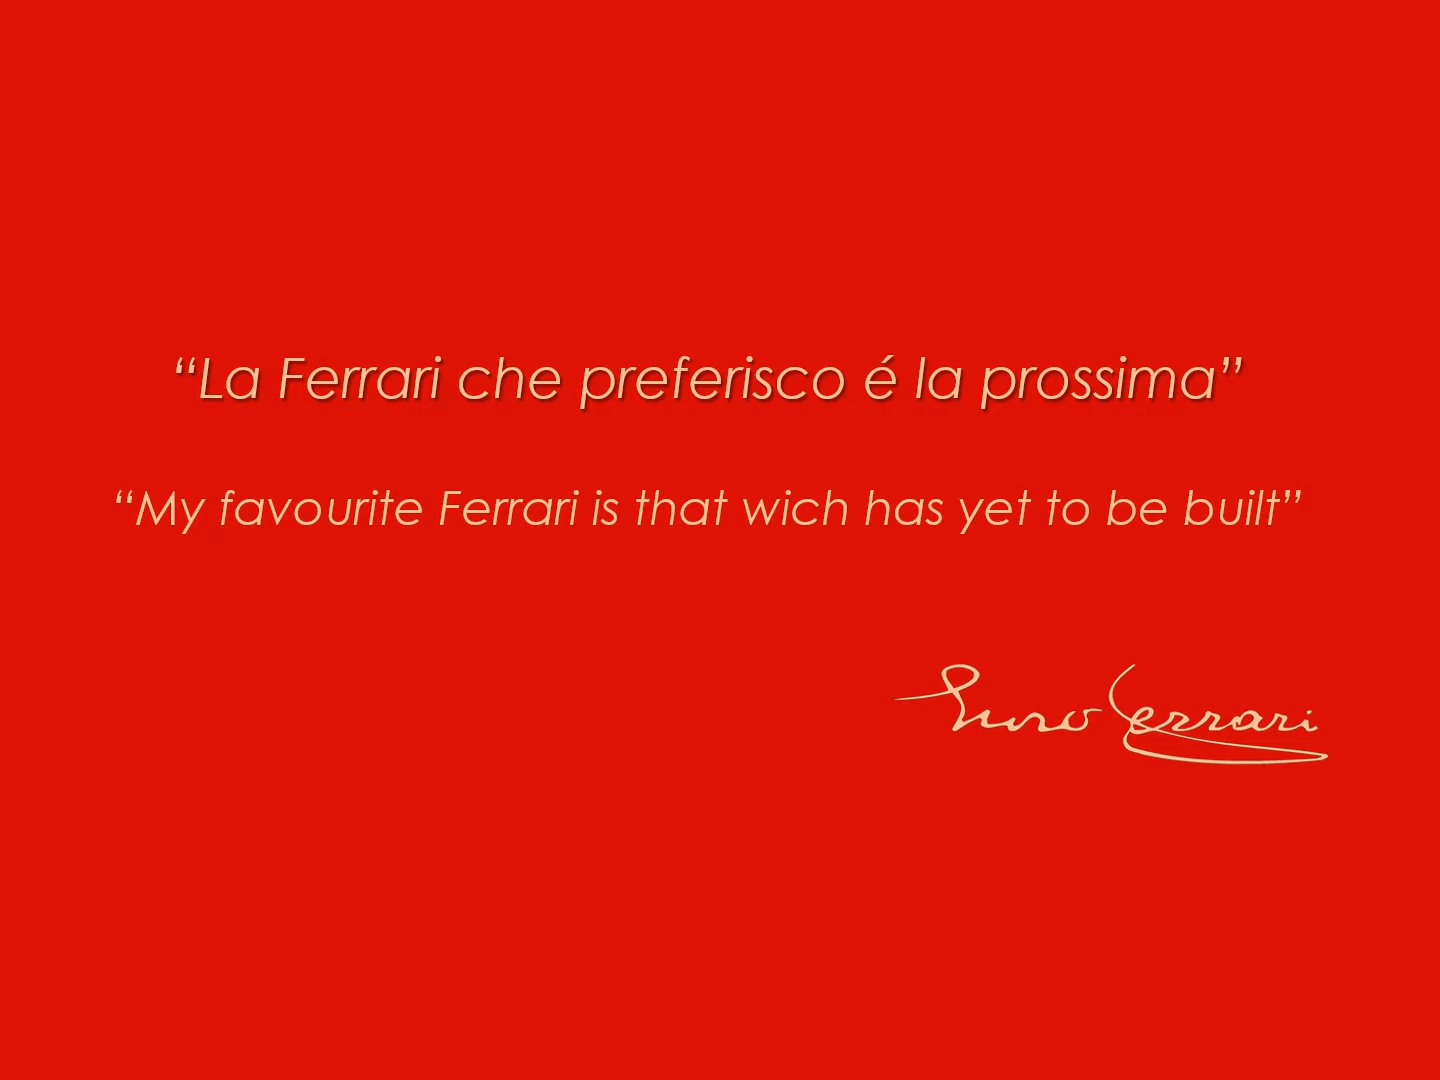 “La Ferrari che preferisco é la prossima”
“My favourite Ferrari is that wich has yet to be built”
Enzo Ferrari